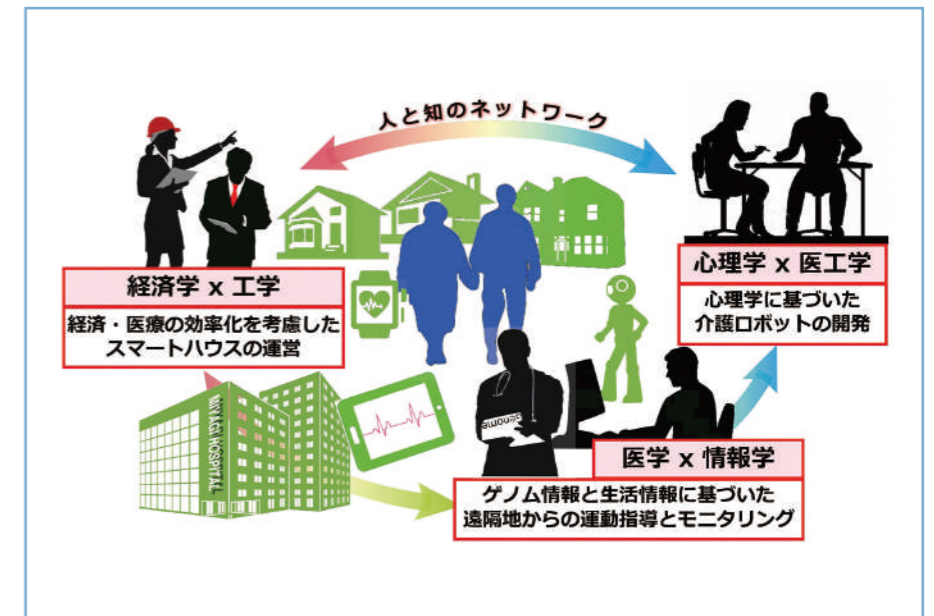 人と知のネットワーク
経済学 x 工学
経済・医療の効率化を考慮した
スマートハウスの運営
心理学 x 医工学
心理学に基づいた
介護ロボットの開発
MIYAGI HOSPITAL
genome
医学 x 情報学
ゲノム情報と生活情報に基づいた
遠隔地からの運動指導とモニタリング